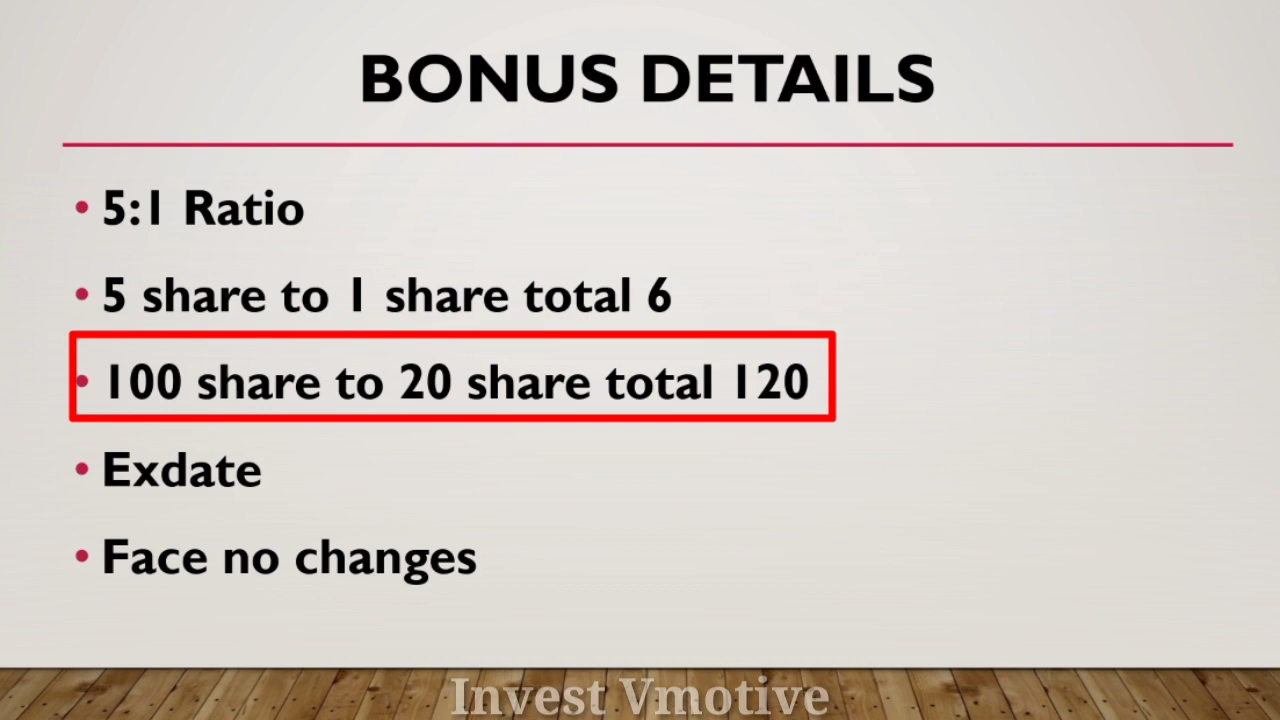 BONUS DETAILS
• 5:1 Ratio
• 5 share to 1 share total 6
• 100 share to 20 share total 120
• Exdate
• Face no changes
Invest Vmotive